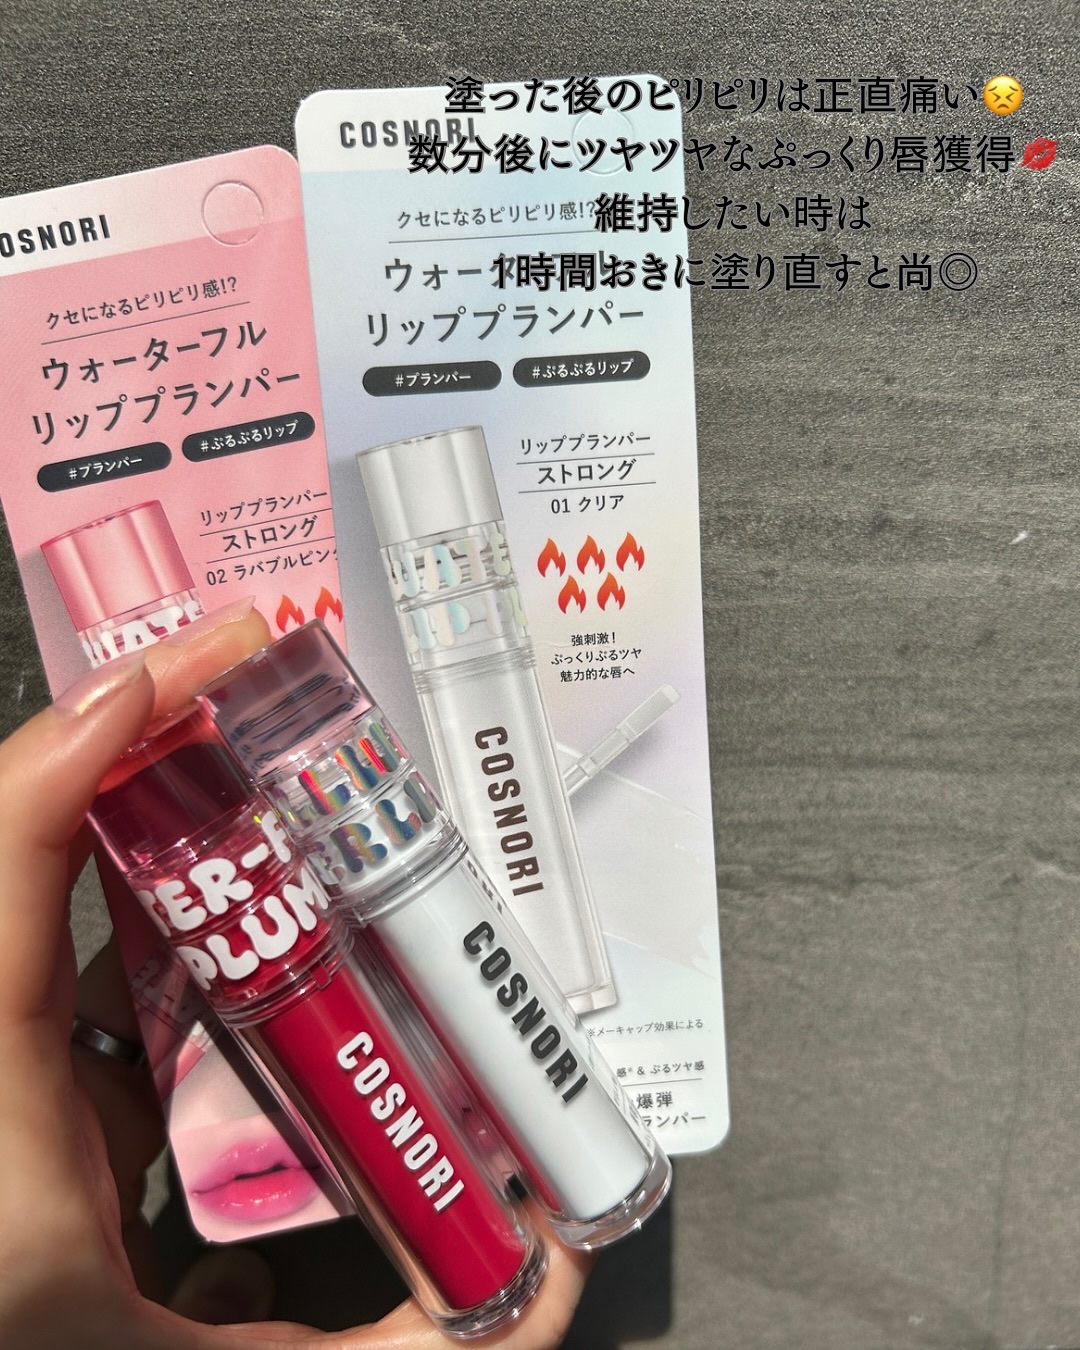 塗った後のピリピリは正直痛い😣
数分後にツヤツヤなぷっくり唇獲得💋
維持したい時は
1時間おきに塗り直すと尚◎
COSNORI
クセになるピリピリ感!?
ウォーターフル
リッププランパー
#プランパー
#ぷるぷるリップ
リッププランパー
ストロング
01 クリア
強刺激!
ぷっくりぷるツヤ
魅力的な唇へ
COSNORI
※メーキャップ効果による
感* & ぷるツヤ感
爆弾
ランパー
OSNORI
クセになるピリピリ感!?
ウォーターフル
リッププランパー
#プランパー
#ぷるぷるリップ
リッププランパー
ストロング
02 ラバブルピン
WATE
TER-F
PLUM
COSNORI
COSNORI